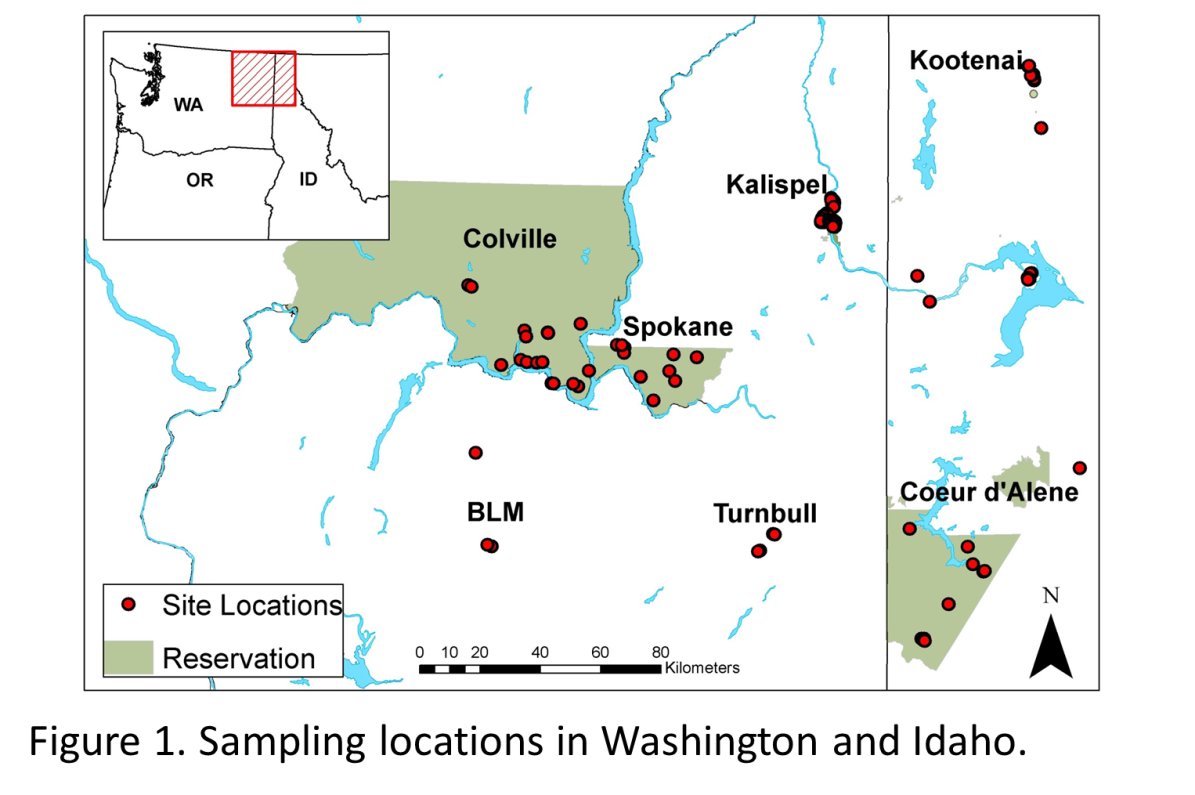 WA
OR
ID
Kootenai
Kalispel
Colville
Spokane
BLM
Turnbull
Coeur d'Alene
Site Locations
Reservation
0 10 20 40 60 80
Kilometers
N
Figure 1. Sampling locations in Washington and Idaho.